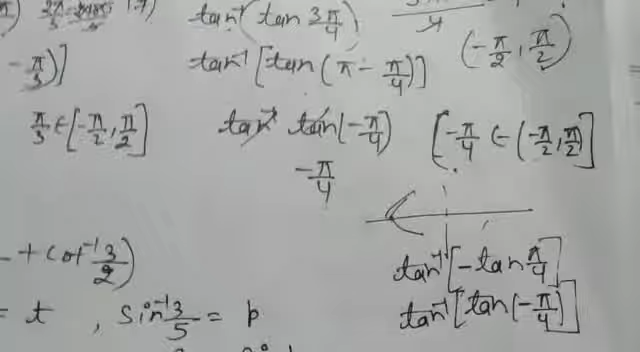 tan⁻¹(tan 3π/4)
- π/3)]
tan⁻¹[tan(π - π/4)] (-π/2, π/2)
π/3 ∈ [-π/2, π/2]
tan⁻¹ tan(-π/4) [-π/4 ∈ (-π/2, π/2]
-π/4
+ cot⁻¹ 3/2)
tan⁻¹[-tan π/4]
= t , sin⁻¹ 3/5 = p
tan⁻¹[tan(-π/4)]